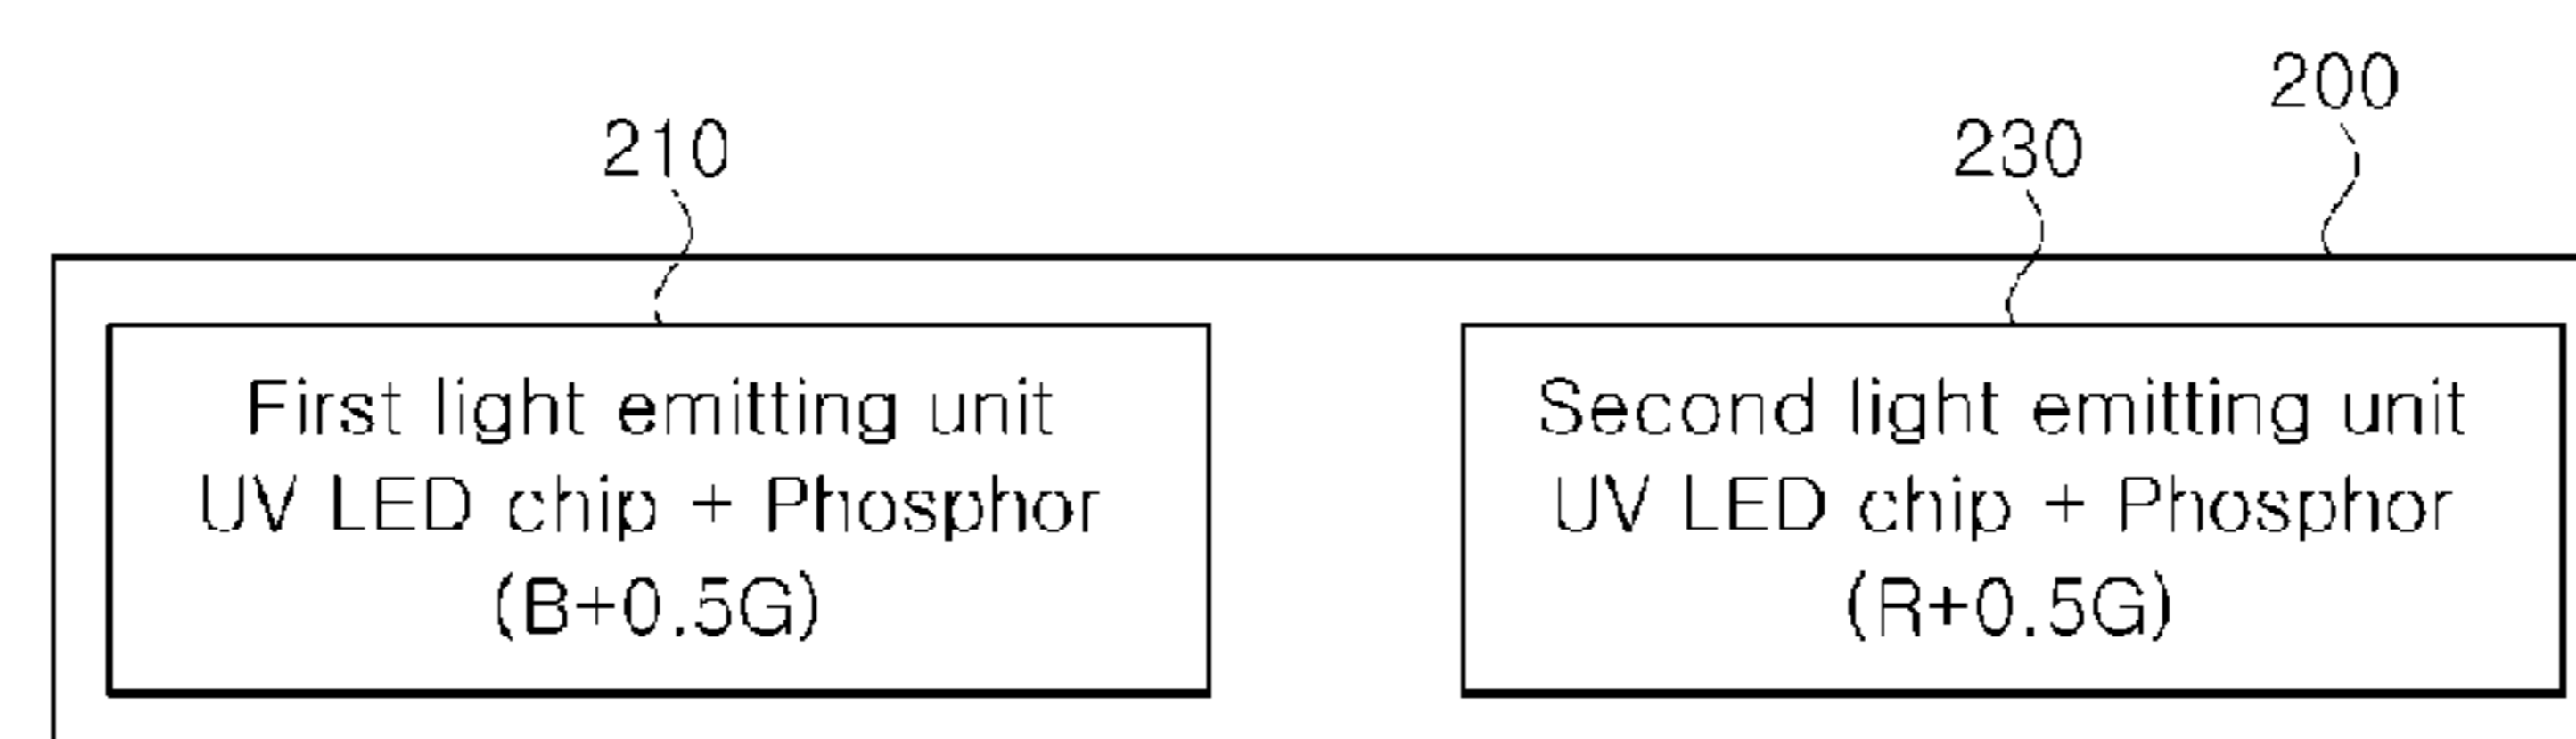 200
210
230
First light emitting unit
UV LED chip + Phosphor
(B+0.5G)
Second light emitting unit
UV LED chip + Phosphor
(R+0.5G)